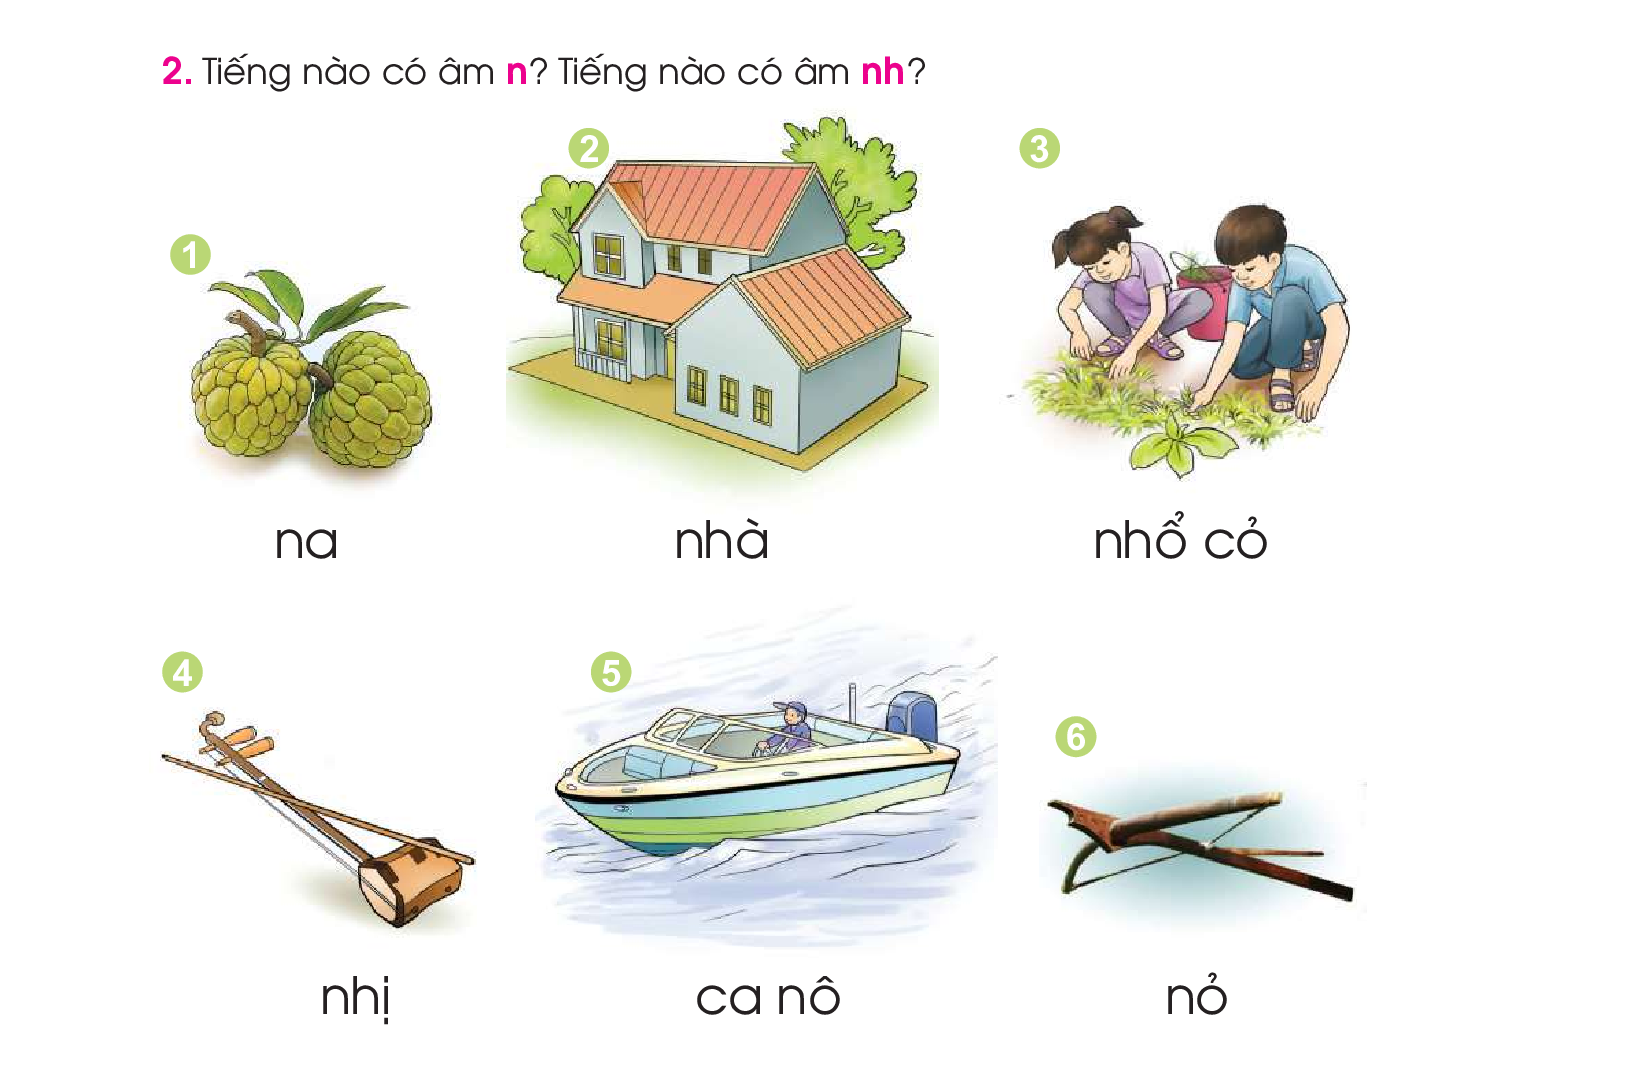 2. Tiếng nào có âm n? Tiếng nào có âm nh?
1
2
3
na
nhà
nhổ cỏ
4
5
6
nhị
ca nô
nỏ